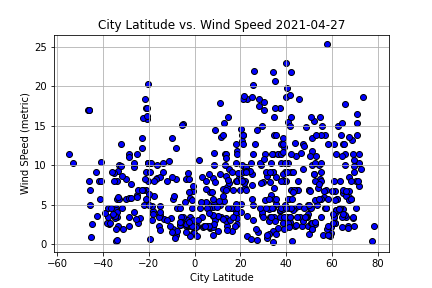 City Latitude vs. Wind Speed 2021-04-27
25
20
15
10
5
0
Wind SPeed (metric)
−60 −40 −20 0 20 40 60 80
City Latitude